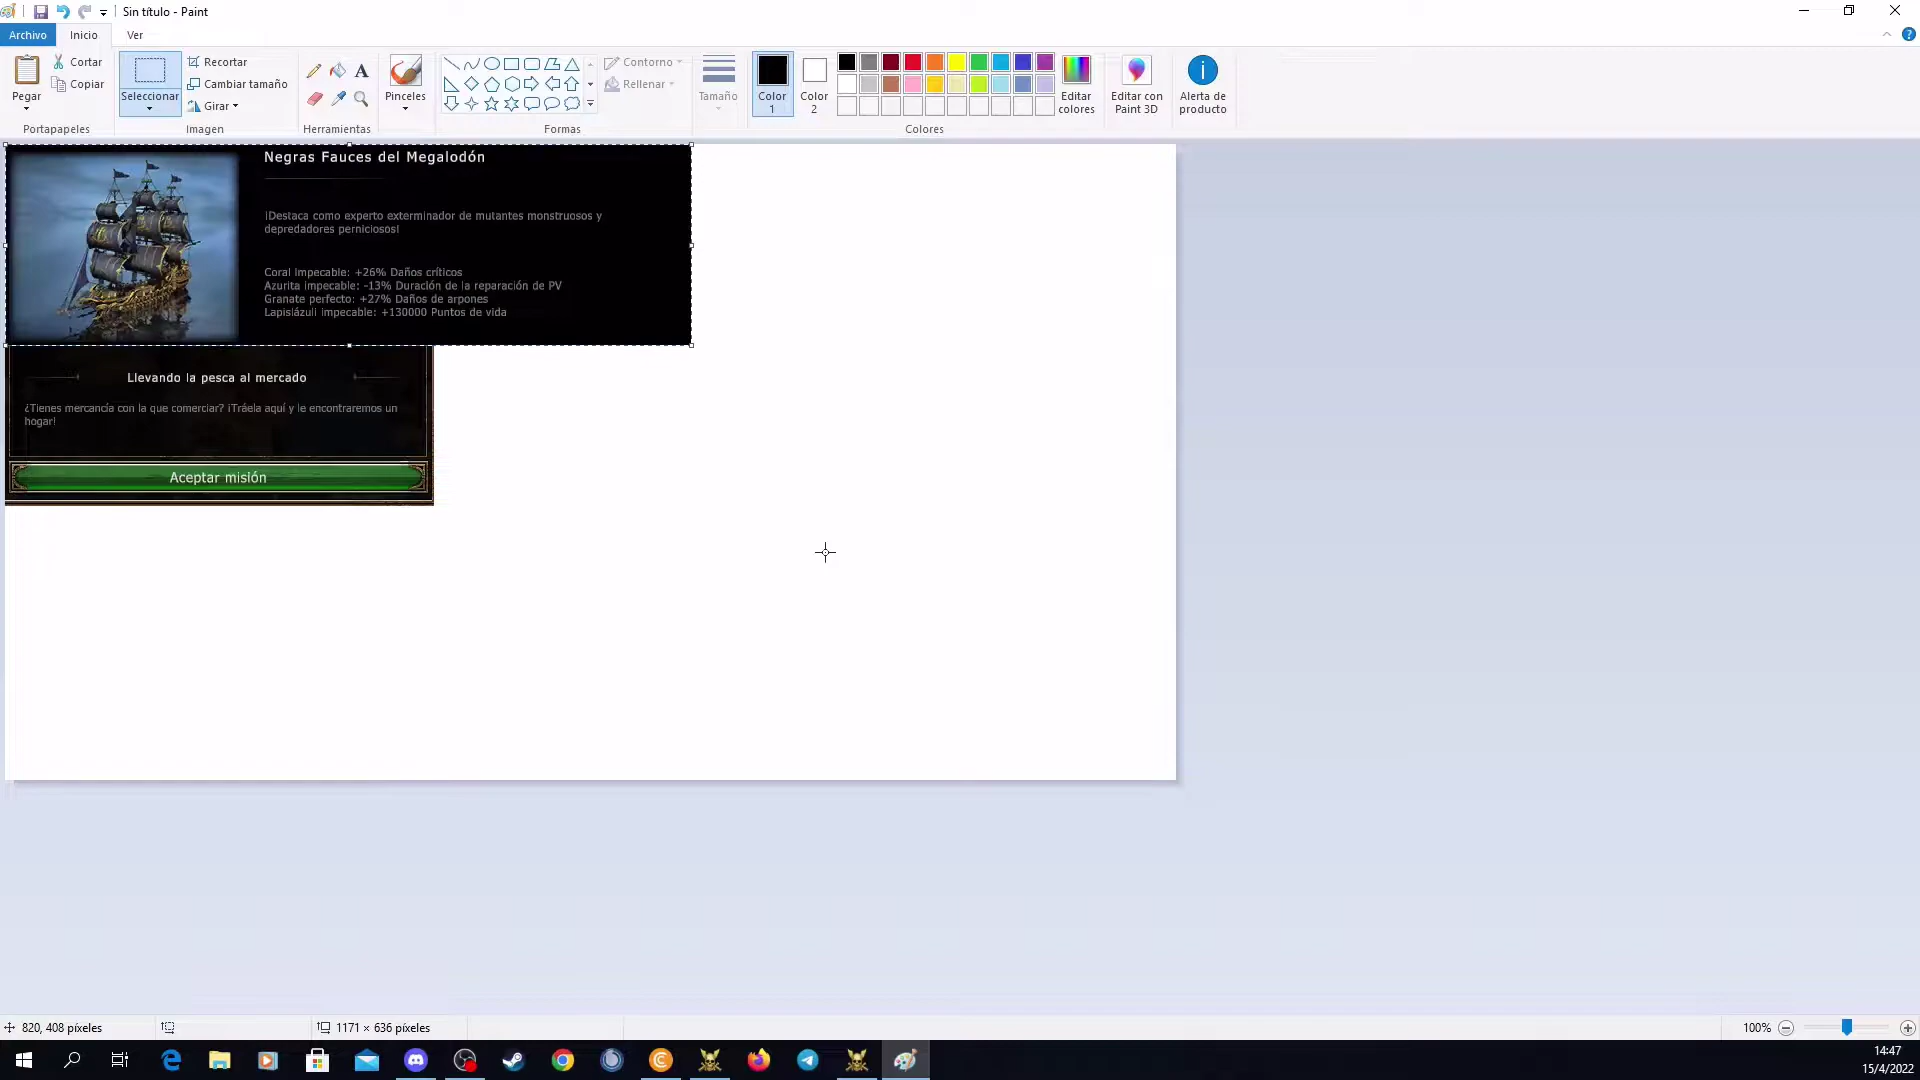 Sin título - Paint
Archivo
Inicio
Ver
Pegar
Cortar
Copiar
Portapapeles
Seleccionar
Recortar
Cambiar tamaño
Girar
Imagen
A
Herramientas
Pinceles
Contorno
Rellenar
Formas
Tamaño
Color
1
Color
2
Editar
colores
Colores
Editar con
Paint 3D
Alerta de
producto
Negras Fauces del Megalodón
¡Destaca como experto exterminador de mutantes monstruosos y
depredadores perniciosos!
Coral impecable: +26% Daños críticos
Azurita impecable: -13% Duración de la reparación de PV
Granate perfecto: +27% Daños de arpones
Lapislázuli impecable: +130000 Puntos de vida
Llevando la pesca al mercado
¿Tienes mercancía con la que comerciar? ¡Tráela aquí y le encontraremos un
hogar!
Aceptar misión
820, 408 píxeles
1171 × 636 píxeles
100%
14:47
15/4/2022